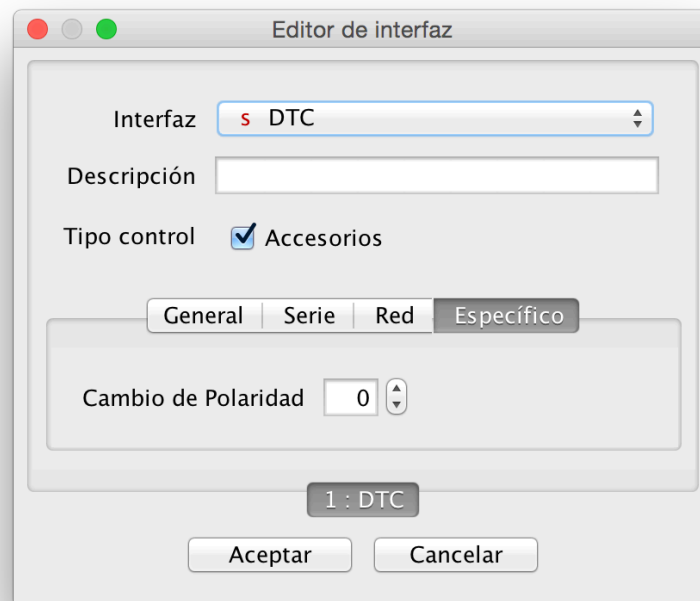 Editor de interfaz
Interfaz s DTC
Descripción
Tipo control Accesorios
General Serie Red Específico
Cambio de Polaridad 0
1 : DTC
Aceptar Cancelar